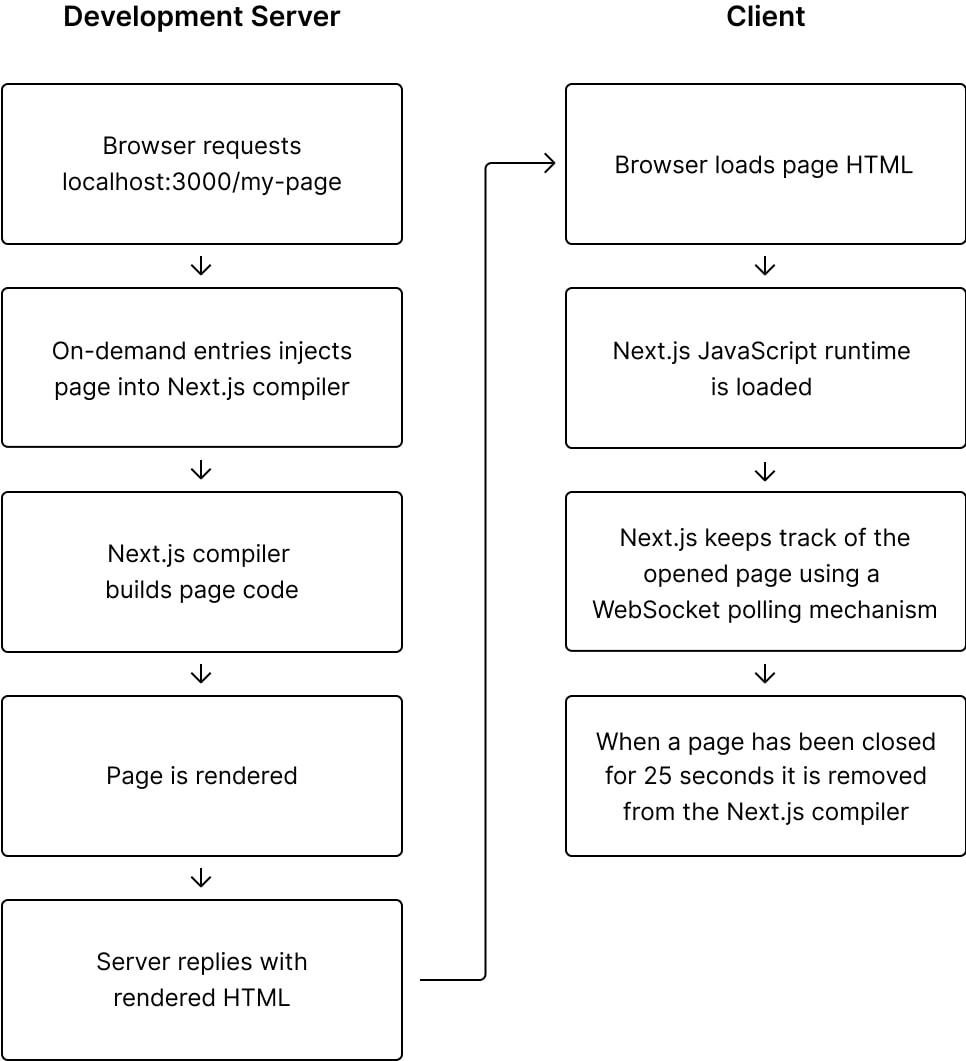 Development Server
Browser requests
localhost:3000/my-page
On-demand entries injects
page into Next.js compiler
Next.js compiler
builds page code
Page is rendered
Server replies with
rendered HTML
Client
Browser loads page HTML
Next.js JavaScript runtime
is loaded
Next.js keeps track of the
opened page using a
WebSocket polling mechanism
When a page has been closed
for 25 seconds it is removed
from the Next.js compiler